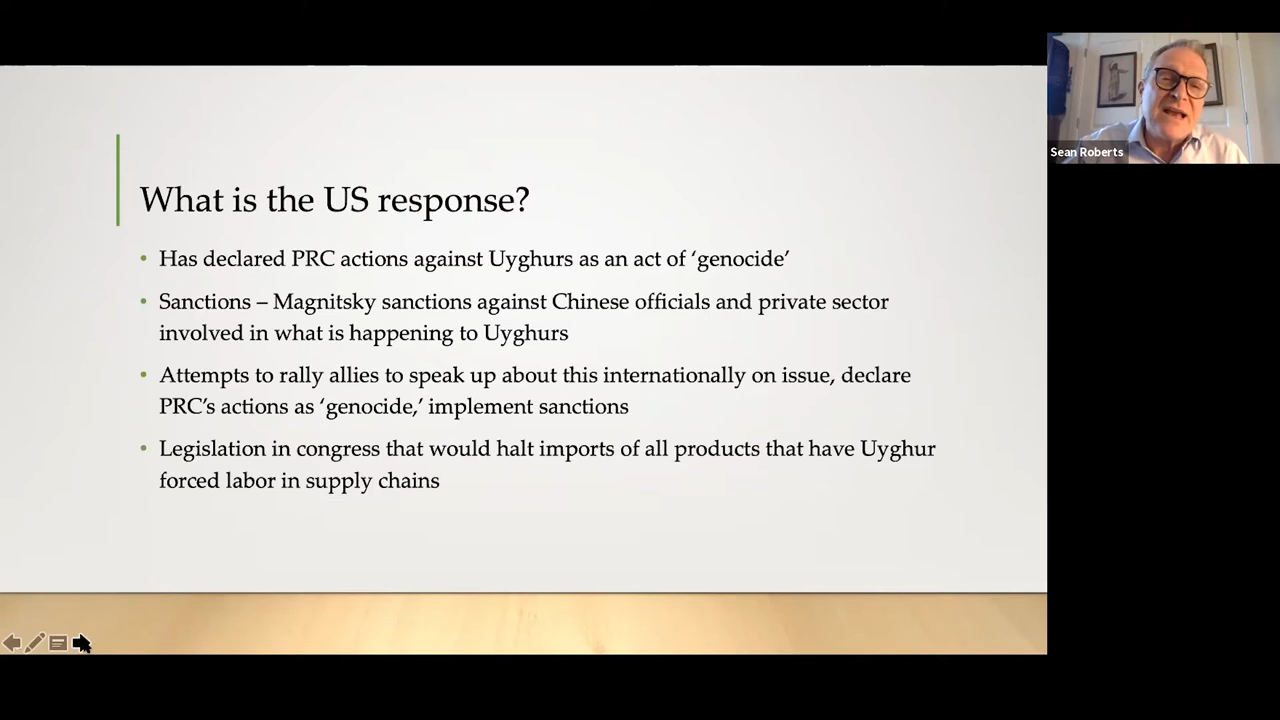 What is the US response?
• Has declared PRC actions against Uyghurs as an act of ‘genocide’
• Sanctions – Magnitsky sanctions against Chinese officials and private sector
involved in what is happening to Uyghurs
• Attempts to rally allies to speak up about this internationally on issue, declare
PRC’s actions as ‘genocide,’ implement sanctions
• Legislation in congress that would halt imports of all products that have Uyghur
forced labor in supply chains
Sean Roberts